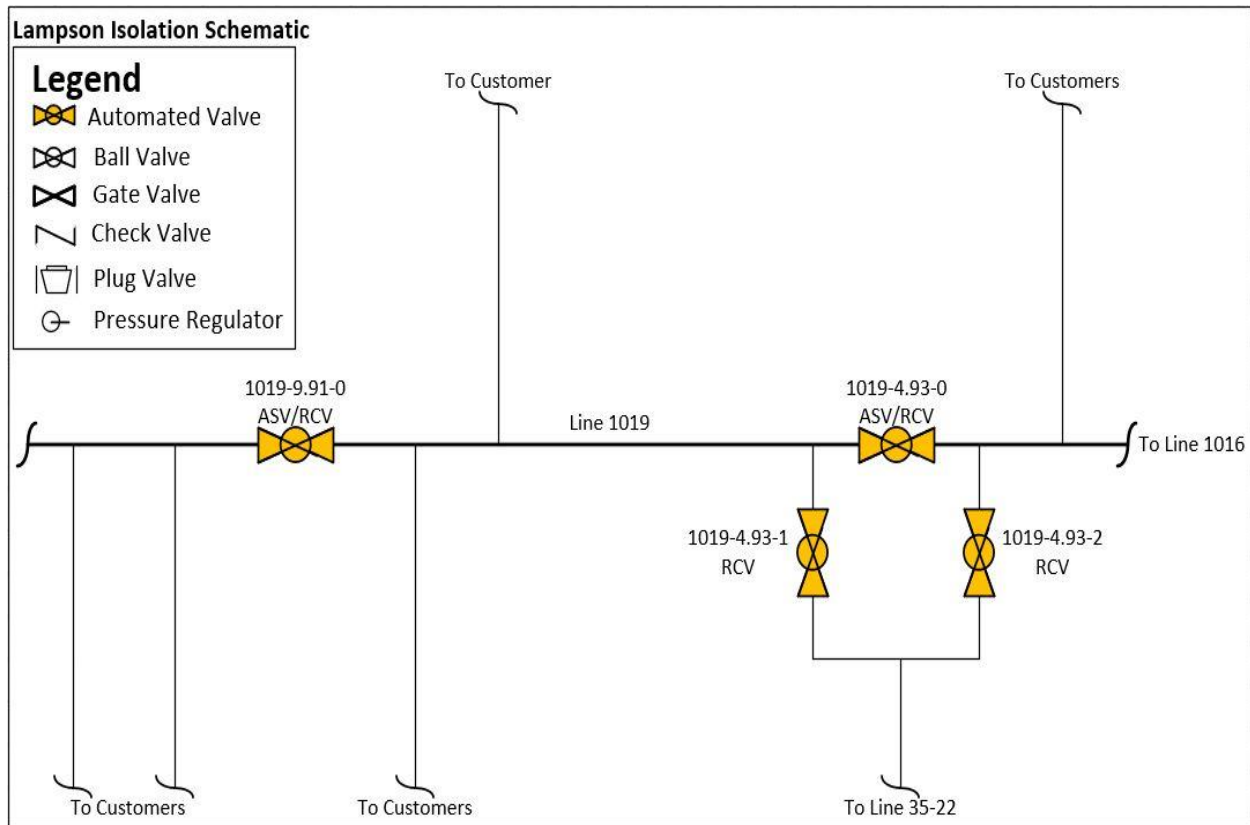 Lampson Isolation Schematic
Legend
Automated Valve
Ball Valve
Gate Valve
Check Valve
Plug Valve
Pressure Regulator
To Customer
To Customers
1019-9.91-0
ASV/RCV
Line 1019
1019-4.93-0
ASV/RCV
To Line 1016
1019-4.93-1
RCV
1019-4.93-2
RCV
To Customers
To Customers
To Line 35-22